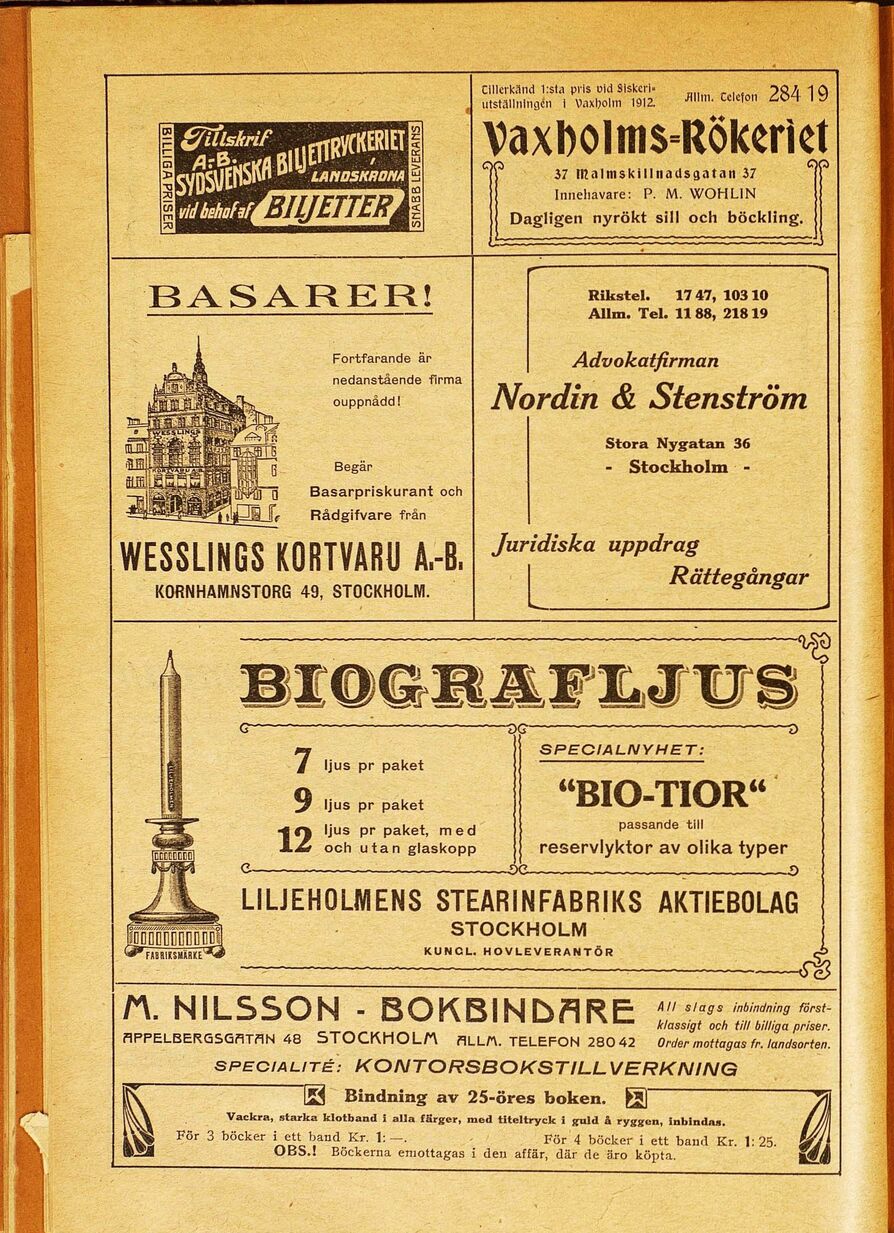 BILLIGA PRISER
Tillskrif
A.-B.
SYDSVENSKA BILJETTRYCKERIET
i
LANDSKRONA
vid behof af BILJETTER
SNABB LEVERANS
Tillerkänd 1:sta pris vid Fiskeri-
utställningen i Vaxholm 1912.
Allm. Telefon 284 19
Vaxholms-Rökeriet
37 Malmskillnadsgatan 37
Innehavare: P. M. WOHLIN
Dagligen nyrökt sill och böckling.
BASARER!
Fortfarande är
nedanstående firma
ouppnådd!
WESSLINGS
KORTVARU A.B.
Begär
Basarpriskurant och
Rådgifvare från
WESSLINGS KORTVARU A.-B.
KORNHAMNSTORG 49, STOCKHOLM.
Rikstel. 17 47, 103 10
Allm. Tel. 11 88, 218 19
Advokatfirman
Nordin & Stenström
Stora Nygatan 36
- Stockholm -
Juridiska uppdrag
Rättegångar
BIOGRAFLJUS
7 ljus pr paket
9 ljus pr paket
12 ljus pr paket, med
och utan glaskopp
SPECIALNYHET:
“BIO-TIOR“
passande till
reservlyktor av olika typer
FABRIKSMÄRKE
LILJEHOLMENS STEARINFABRIKS AKTIEBOLAG
STOCKHOLM
KUNGL. HOVLEVERANTÖR
M. NILSSON - BOKBINDARE
APPELBERGSGATAN 48 STOCKHOLM ALLM. TELEFON 280 42
All slags inbindning först-
klassigt och till billiga priser.
Order mottagas fr. landsorten.
SPECIALITÉ: KONTORSBOKSTILLVERKNING
Bindning av 25-öres boken.
Vackra, starka klotband i alla färger, med titeltryck i guld å ryggen, inbindas.
För 3 böcker i ett band Kr. 1: —. För 4 böcker i ett band Kr. 1: 25.
OBS.! Böckerna emottagas i den affär, där de äro köpta.